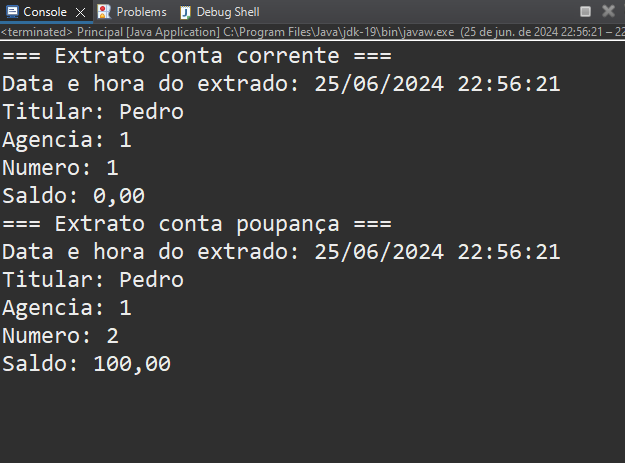 Console Problems Debug Shell
<terminated> Principal [Java Application] C:\Program Files\Java\jdk-19\bin\javaw.exe (25 de jun. de 2024 22:56:21 – 22
=== Extrato conta corrente ===
Data e hora do extrado: 25/06/2024 22:56:21
Titular: Pedro
Agencia: 1
Numero: 1
Saldo: 0,00
=== Extrato conta poupança ===
Data e hora do extrado: 25/06/2024 22:56:21
Titular: Pedro
Agencia: 1
Numero: 2
Saldo: 100,00